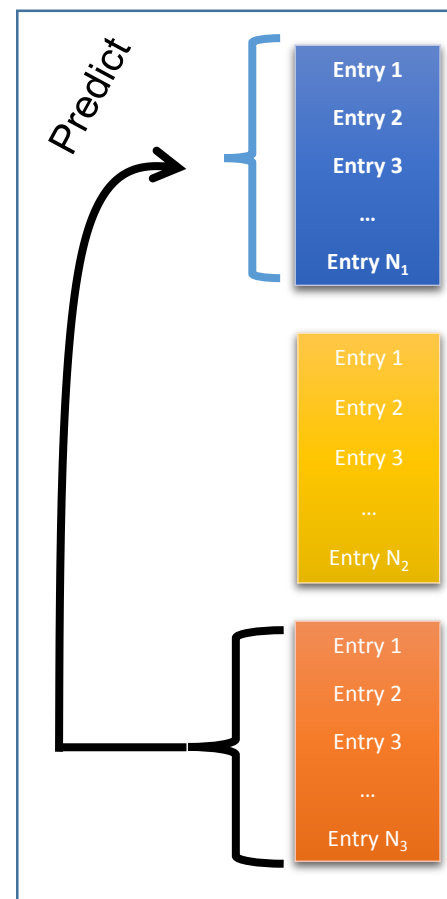 Predict
Entry 1
Entry 2
Entry 3
...
Entry N₁
Entry 1
Entry 2
Entry 3
...
Entry N₂
Entry 1
Entry 2
Entry 3
...
Entry N₃